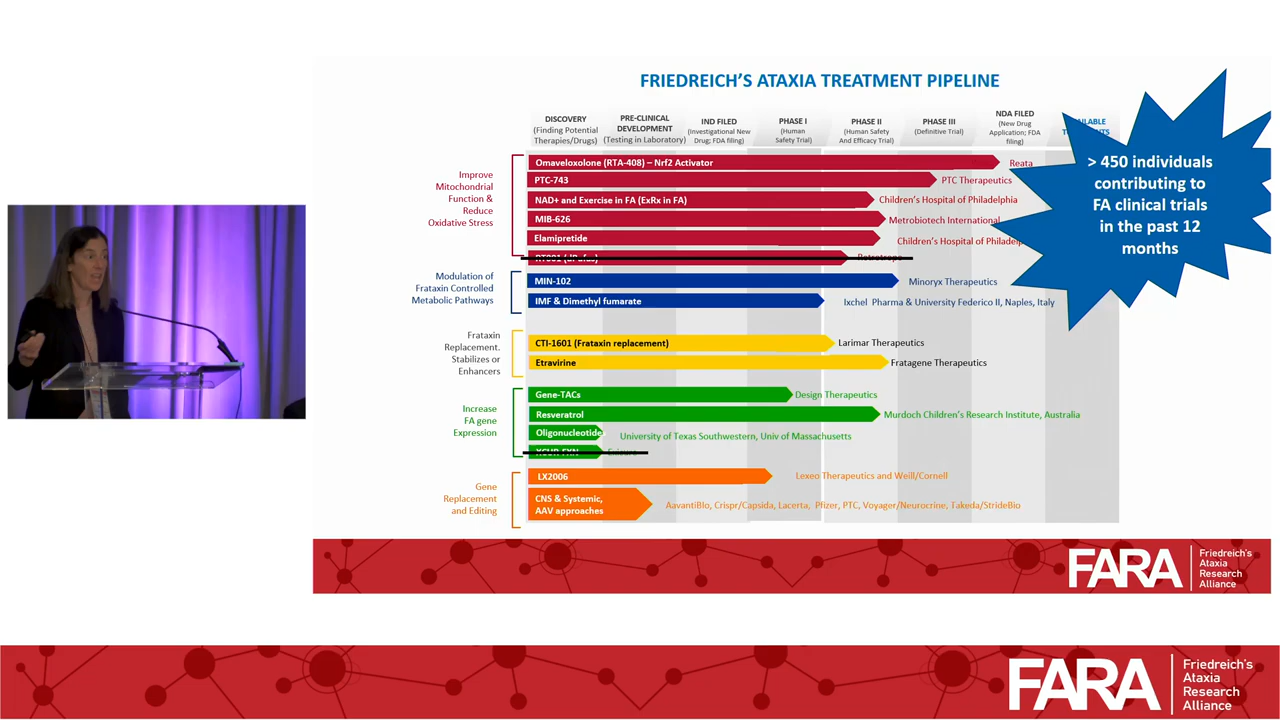 FRIEDREICH'S ATAXIA TREATMENT PIPELINE
DISCOVERY
(Finding Potential
Therapies/Drugs)
PRE-CLINICAL
DEVELOPMENT
(Testing in Laboratory)
IND FILED
(Investigational New
Drug; FDA filing)
PHASE I
(Human
Safety Trial)
PHASE II
(Human Safety
And Efficacy Trial)
PHASE III
(Definitive Trial)
NDA FILED
(New Drug
Application; FDA
filing)
> 450 individuals
contributing to
FA clinical trials
in the past 12
months
Improve
Mitochondrial
Function &
Reduce
Oxidative Stress
Omaveloxolone (RTA-408) – Nrf2 Activator
Reata
PTC-743
PTC Therapeutics
NAD+ and Exercise in FA (ExRx in FA)
Children's Hospital of Philadelphia
MIB-626
Metrobiotech International
Elamipretide
Children's Hospital of
Modulation of
Frataxin Controlled
Metabolic Pathways
MIN-102
Minoryx Therapeutics
IMF & Dimethyl fumarate
Ixchel Pharma & University Federico II, Naples, Italy
Frataxin
Replacement.
Stabilizes or
Enhancers
CTI-1601 (Frataxin replacement)
Larimar Therapeutics
Etravirine
Fratagene Therapeutics
Increase
FA gene
Expression
Gene-TACs
Design Therapeutics
Resveratrol
Murdoch Children's Research Institute, Australia
Oligonucleotide
University of Texas Southwestern, Univ of Massachusetts
Gene
Replacement
and Editing
LX2006
Lexeo Therapeutics and Weill/Cornell
CNS & Systemic,
AAV approaches
AavantiBio, Crispr/Capsida, Lacerta, Pfizer, PTC, Voyager/Neurocrine, Takeda/StrideBio
FARA
Friedreich's
Ataxia
Research
Alliance
FARA
Friedreich's
Ataxia
Research
Alliance